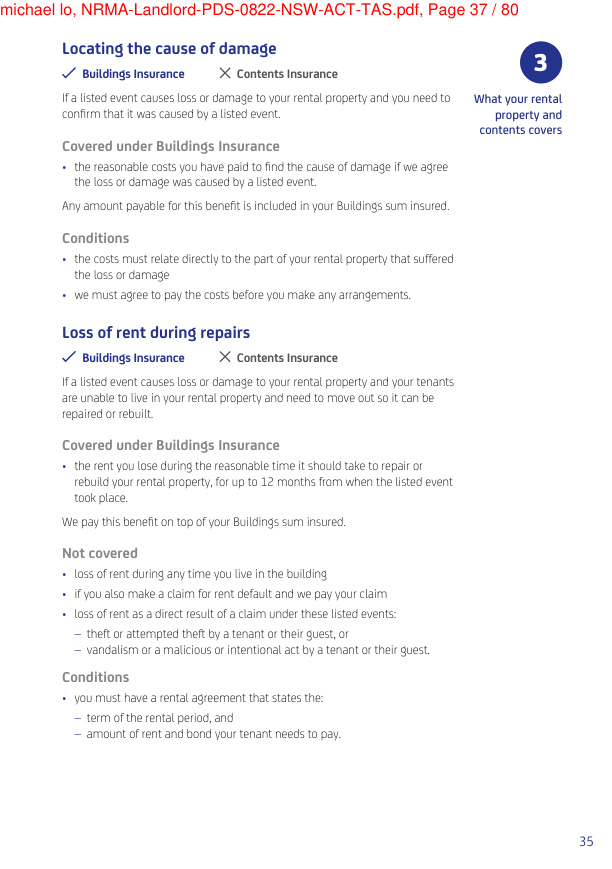 michael lo, NRMA-Landlord-PDS-0822-NSW-ACT-TAS.pdf, Page 37 / 80
3
What your rental
property and
contents covers
Locating the cause of damage
Buildings Insurance
Contents Insurance
If a listed event causes loss or damage to your rental property and you need to
confirm that it was caused by a listed event.
Covered under Buildings Insurance
• the reasonable costs you have paid to find the cause of damage if we agree
the loss or damage was caused by a listed event.
Any amount payable for this benefit is included in your Buildings sum insured.
Conditions
• the costs must relate directly to the part of your rental property that suffered
the loss or damage
• we must agree to pay the costs before you make any arrangements.
Loss of rent during repairs
Buildings Insurance
Contents Insurance
If a listed event causes loss or damage to your rental property and your tenants
are unable to live in your rental property and need to move out so it can be
repaired or rebuilt.
Covered under Buildings Insurance
• the rent you lose during the reasonable time it should take to repair or
rebuild your rental property, for up to 12 months from when the listed event
took place.
We pay this benefit on top of your Buildings sum insured.
Not covered
• loss of rent during any time you live in the building
• if you also make a claim for rent default and we pay your claim
• loss of rent as a direct result of a claim under these listed events:
– theft or attempted theft by a tenant or their guest, or
– vandalism or a malicious or intentional act by a tenant or their guest.
Conditions
• you must have a rental agreement that states the:
– term of the rental period, and
– amount of rent and bond your tenant needs to pay.
35